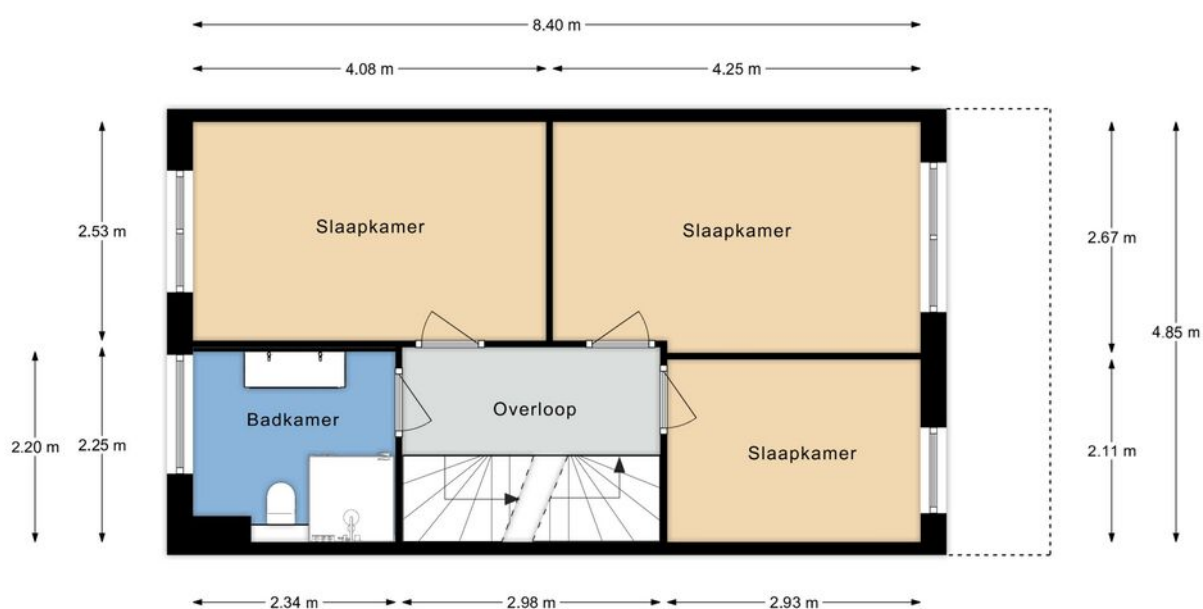 8.40 m
4.08 m
4.25 m
2.53 m
Slaapkamer
Slaapkamer
2.67 m
4.85 m
2.20 m
2.25 m
Badkamer
Overloop
Slaapkamer
2.11 m
2.34 m
2.98 m
2.93 m